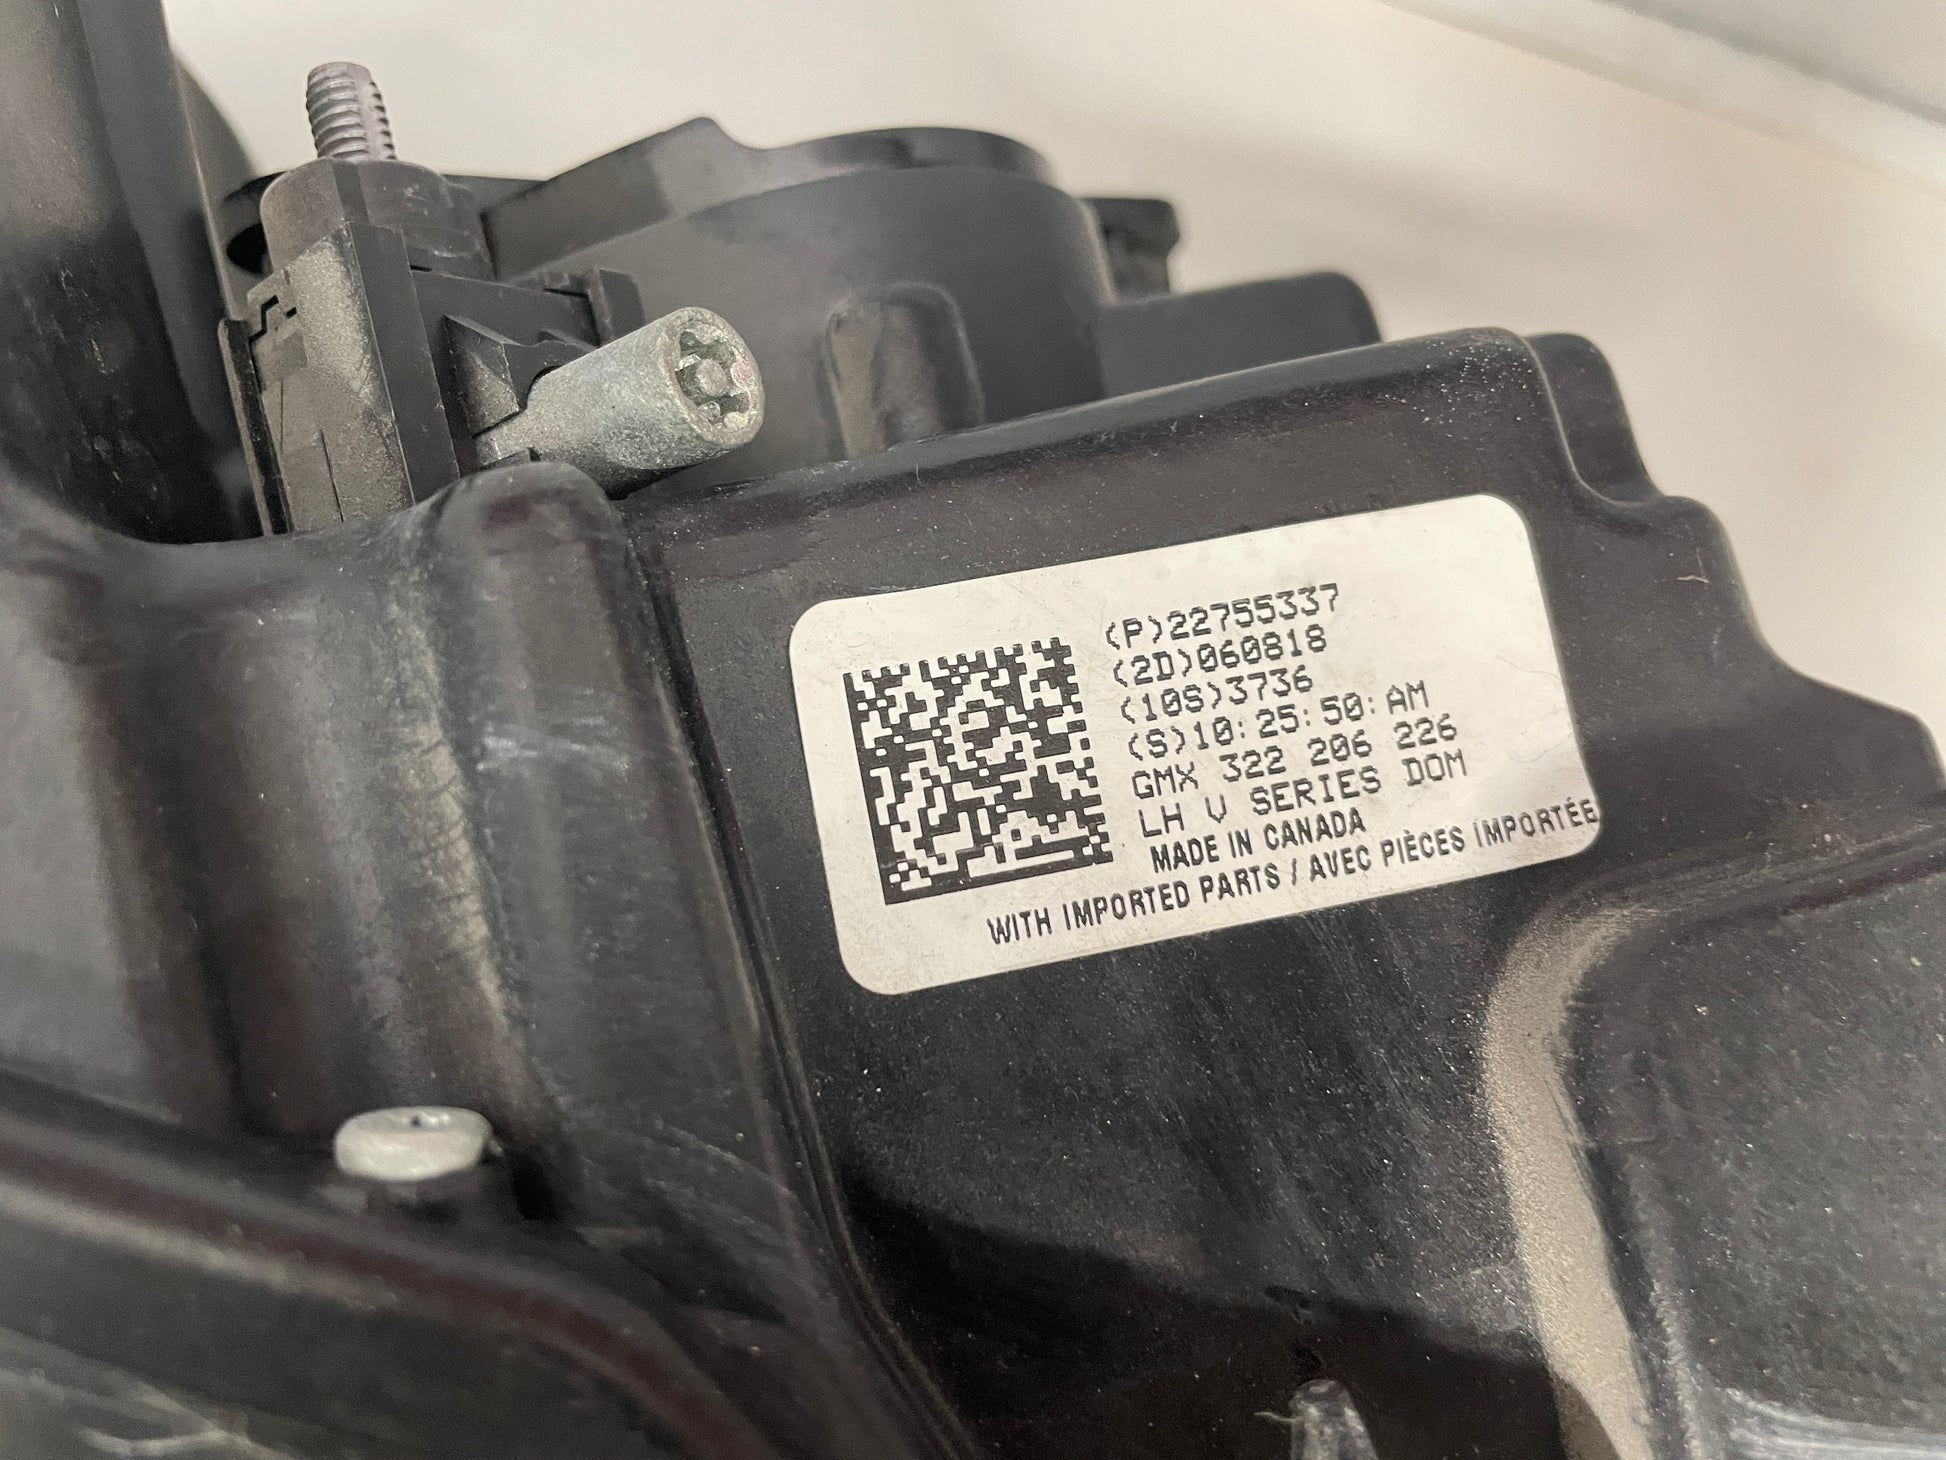 (P)22755337
(2D)060818
(10S)3736
(S)10:25:50:AM
GMX 322 206 226
LH V SERIES DOM
MADE IN CANADA
WITH IMPORTED PARTS / AVEC PIÈCES IMPORTÉE